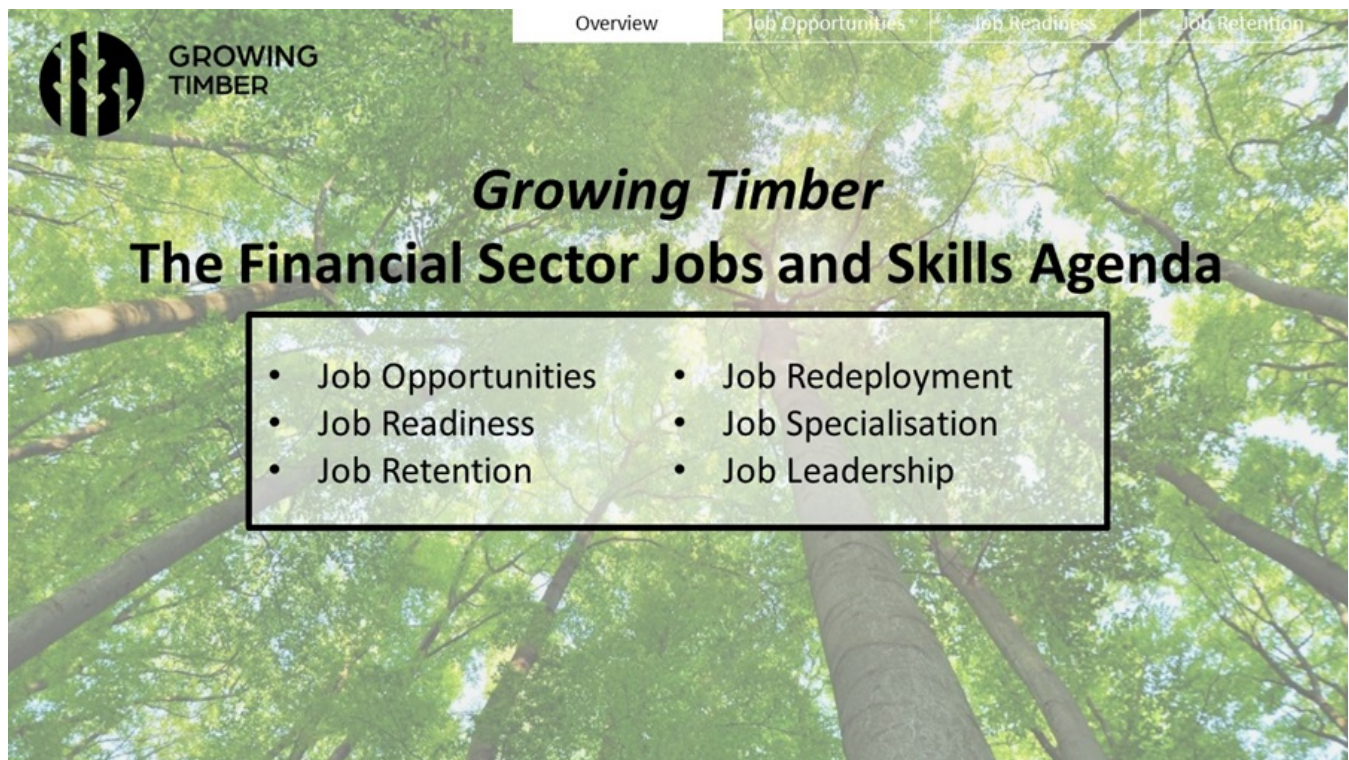 Overview
Job Opportunities
Job Readiness
Job Retention
GROWING
TIMBER
Growing Timber
The Financial Sector Jobs and Skills Agenda
• Job Opportunities
• Job Readiness
• Job Retention
• Job Redeployment
• Job Specialisation
• Job Leadership